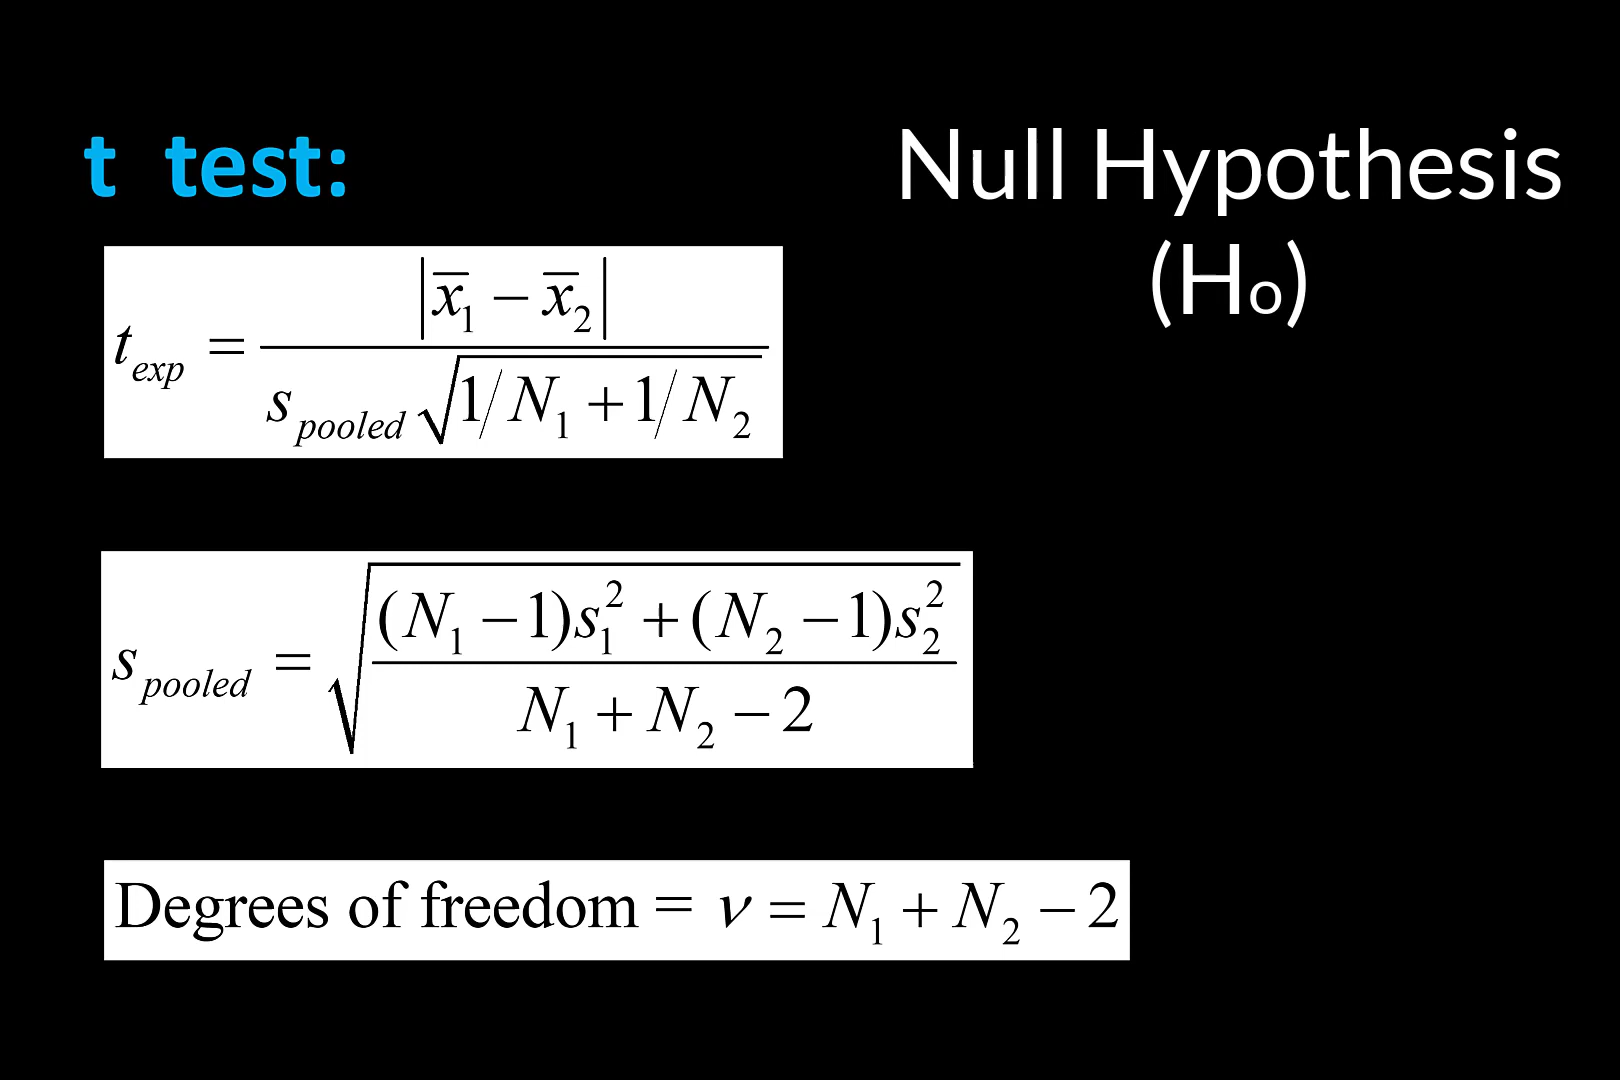 t  test:
Null Hypothesis
(Ho)
t_exp = |x̄₁ − x̄₂| / (s_pooled √(1/N₁ + 1/N₂))
s_pooled = √(((N₁ − 1)s₁² + (N₂ − 1)s₂²) / (N₁ + N₂ − 2))
Degrees of freedom = ν = N₁ + N₂ − 2